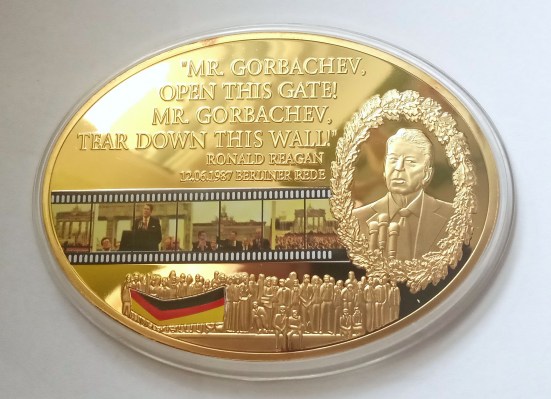 "MR. GORBACHEV,
OPEN THIS GATE!
MR. GORBACHEV,
TEAR DOWN THIS WALL!"
RONALD REAGAN
12.06.1987 BERLINER REDE